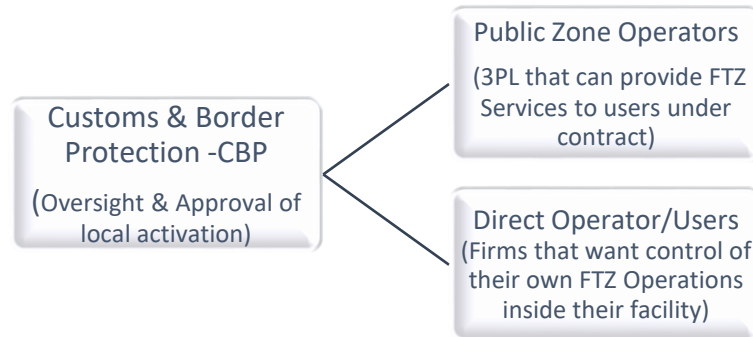 Customs & Border
Protection -CBP
(Oversight & Approval of
local activation)
Public Zone Operators
(3PL that can provide FTZ
Services to users under
contract)
Direct Operator/Users
(Firms that want control of
their own FTZ Operations
inside their facility)